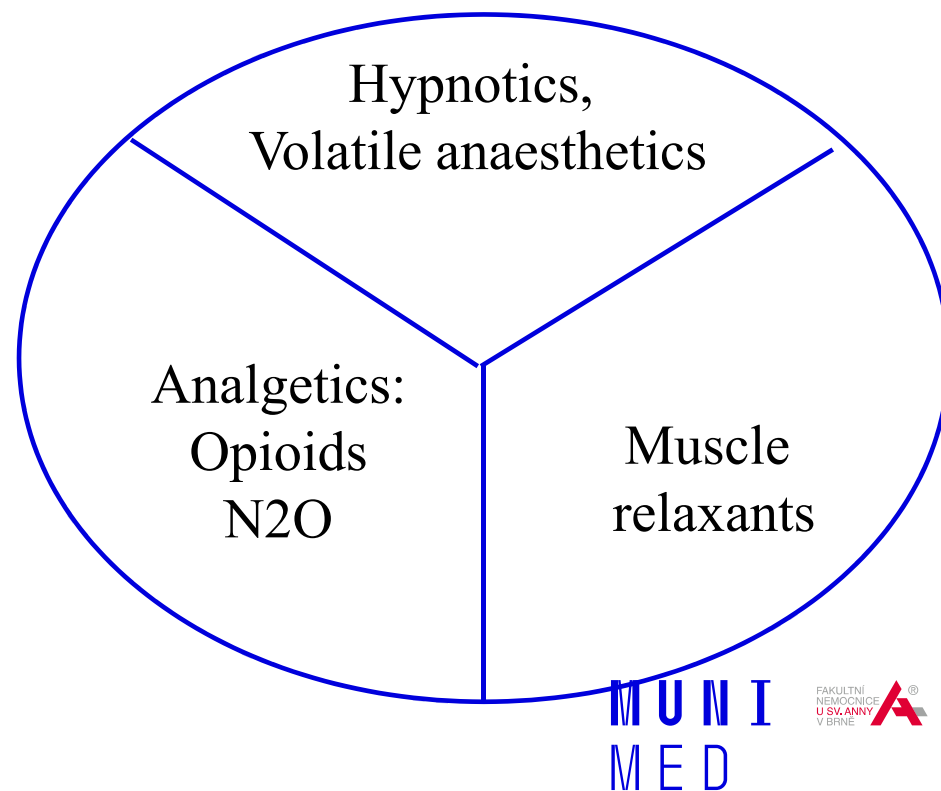 Hypnotics,
Volatile anaesthetics
Analgetics:
Opioids
N2O
Muscle
relaxants
MUNI
MED
FAKULTNÍ
NEMOCNICE
U SV. ANNY
V BRNĚ
®